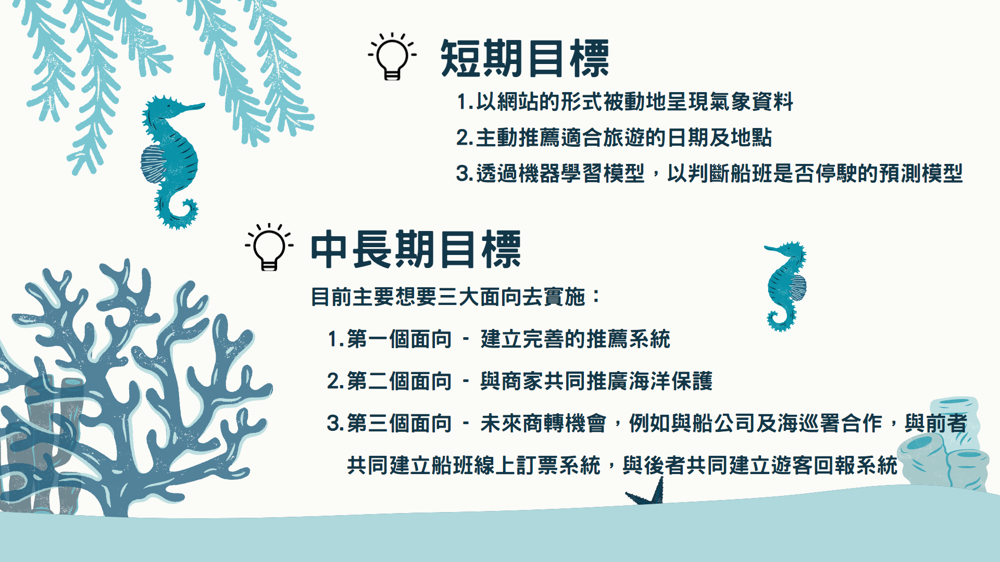 短期目標
1.以網站的形式被動地呈現氣象資料
2.主動推薦適合旅遊的日期及地點
3.透過機器學習模型，以判斷船班是否停駛的預測模型
中長期目標
目前主要想要三大面向去實施：
1.第一個面向 - 建立完善的推薦系統
2.第二個面向 - 與商家共同推廣海洋保護
3.第三個面向 - 未來商轉機會，例如與船公司及海巡署合作，與前者
共同建立船班線上訂票系統，與後者共同建立遊客回報系統